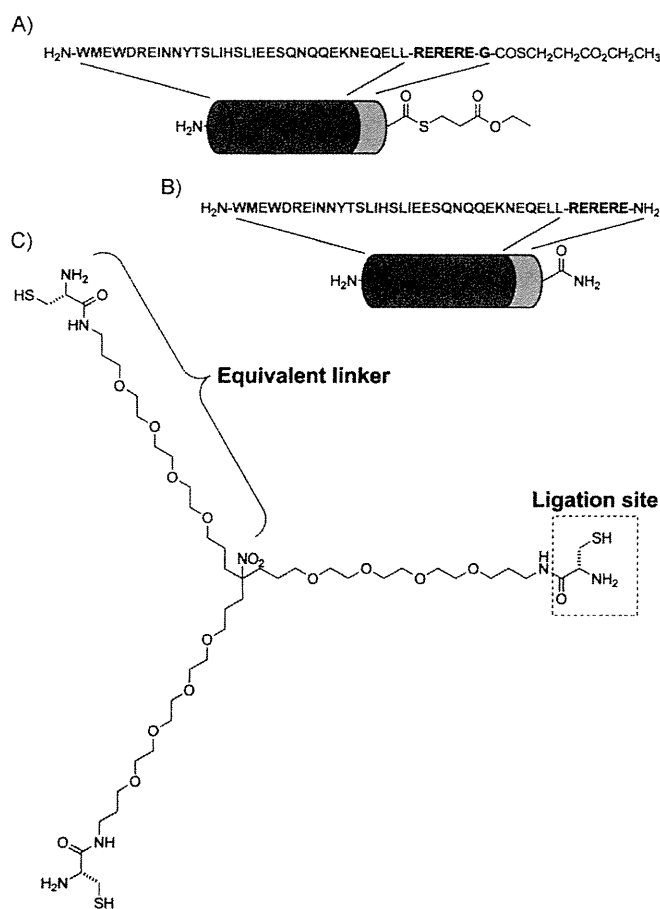 A)
H2N-WMEWDREINNYTSLIHSLIEESQNQQEKNEQELL-RERERE-G-COSCH2CH2CO2CH2CH3
H2N
O
S
O
O
B)
H2N-WMEWDREINNYTSLIHSLIEESQNQQEKNEQELL-RERERE-NH2
H2N
O
NH2
C)
NH2
HS
O
HN
O
O
O
O
Equivalent linker
NO2
O
O
O
O
H
N
O
Ligation site
SH
NH2
O
O
O
O
O
NH
H2N
SH